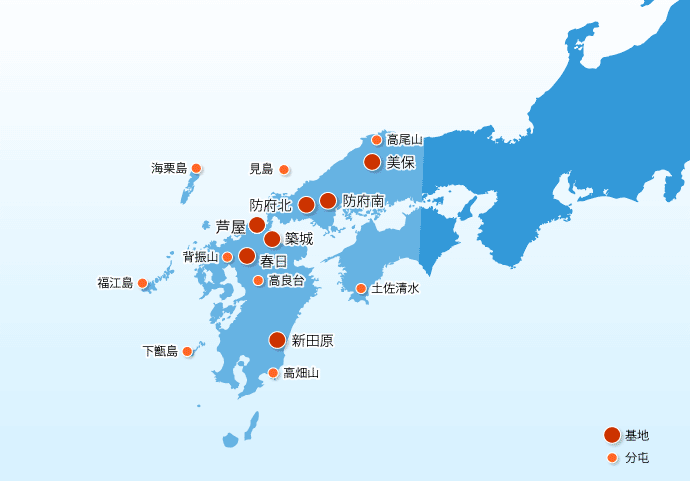 高尾山
美保
海栗島
見島
防府北
防府南
芦屋
築城
背振山
春日
高良台
福江島
土佐清水
新田原
下甑島
高畑山
基地
分屯